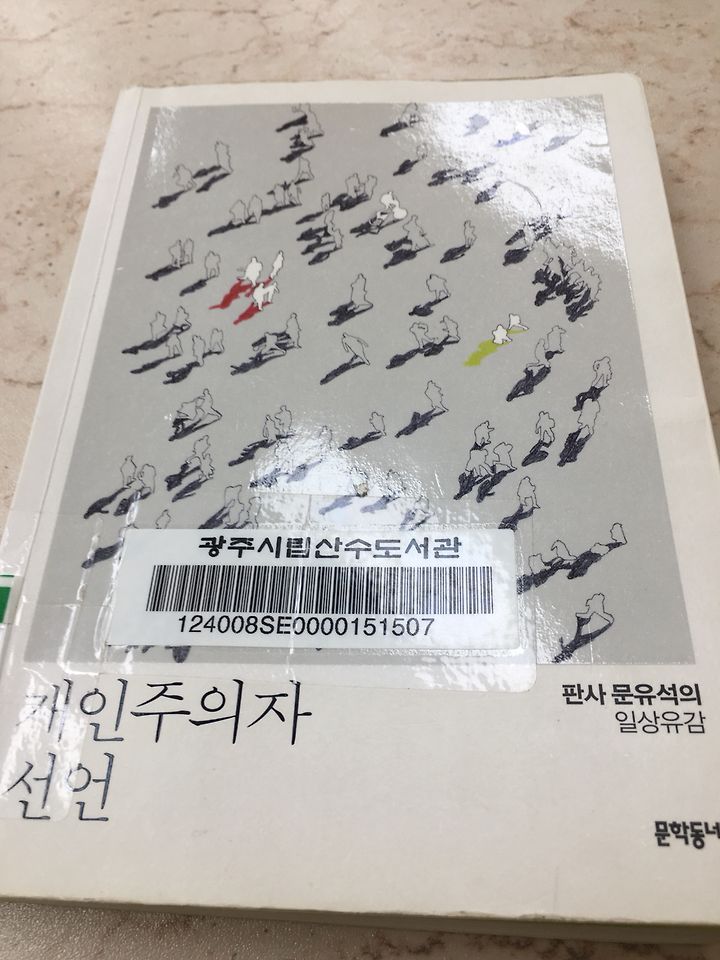 광주시립산수도서관
124008SE0000151507
개인주의자
선언
판사 문유석의
일상유감
문학동네